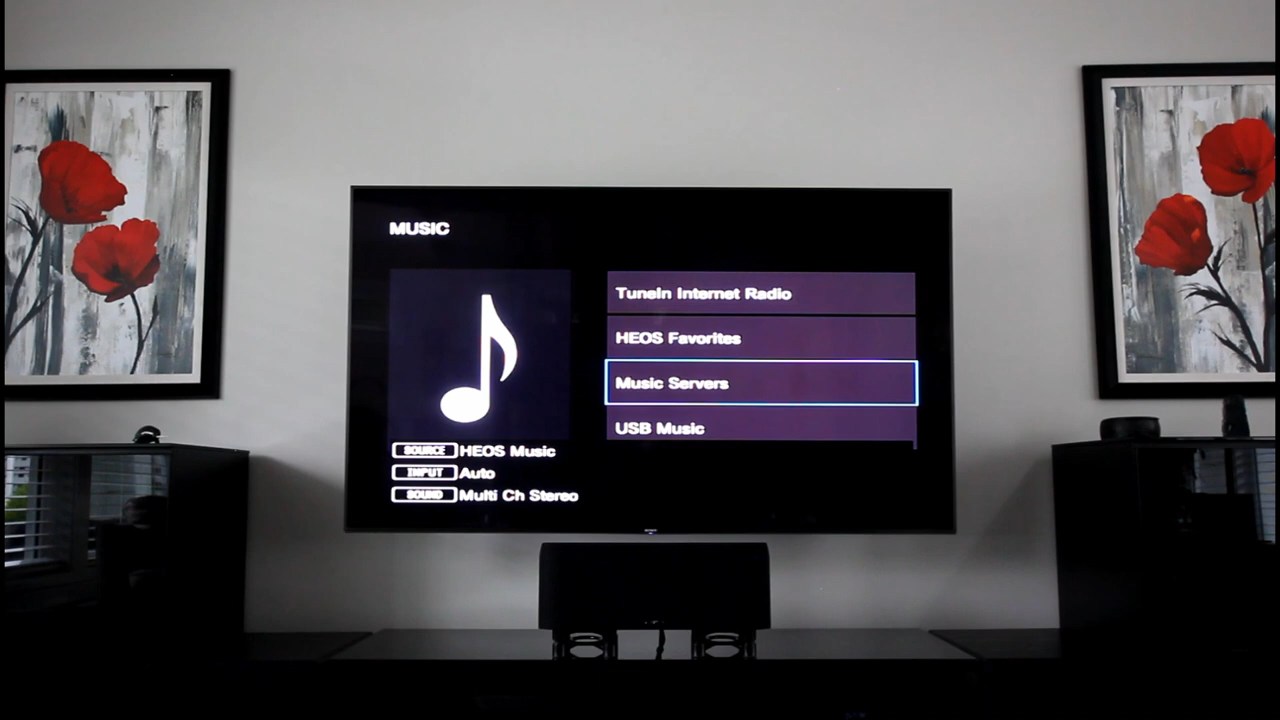 MUSIC
TuneIn Internet Radio
HEOS Favorites
Music Servers
USB Music
SOURCE HEOS Music
INPUT Auto
SOUND Multi Ch Stereo